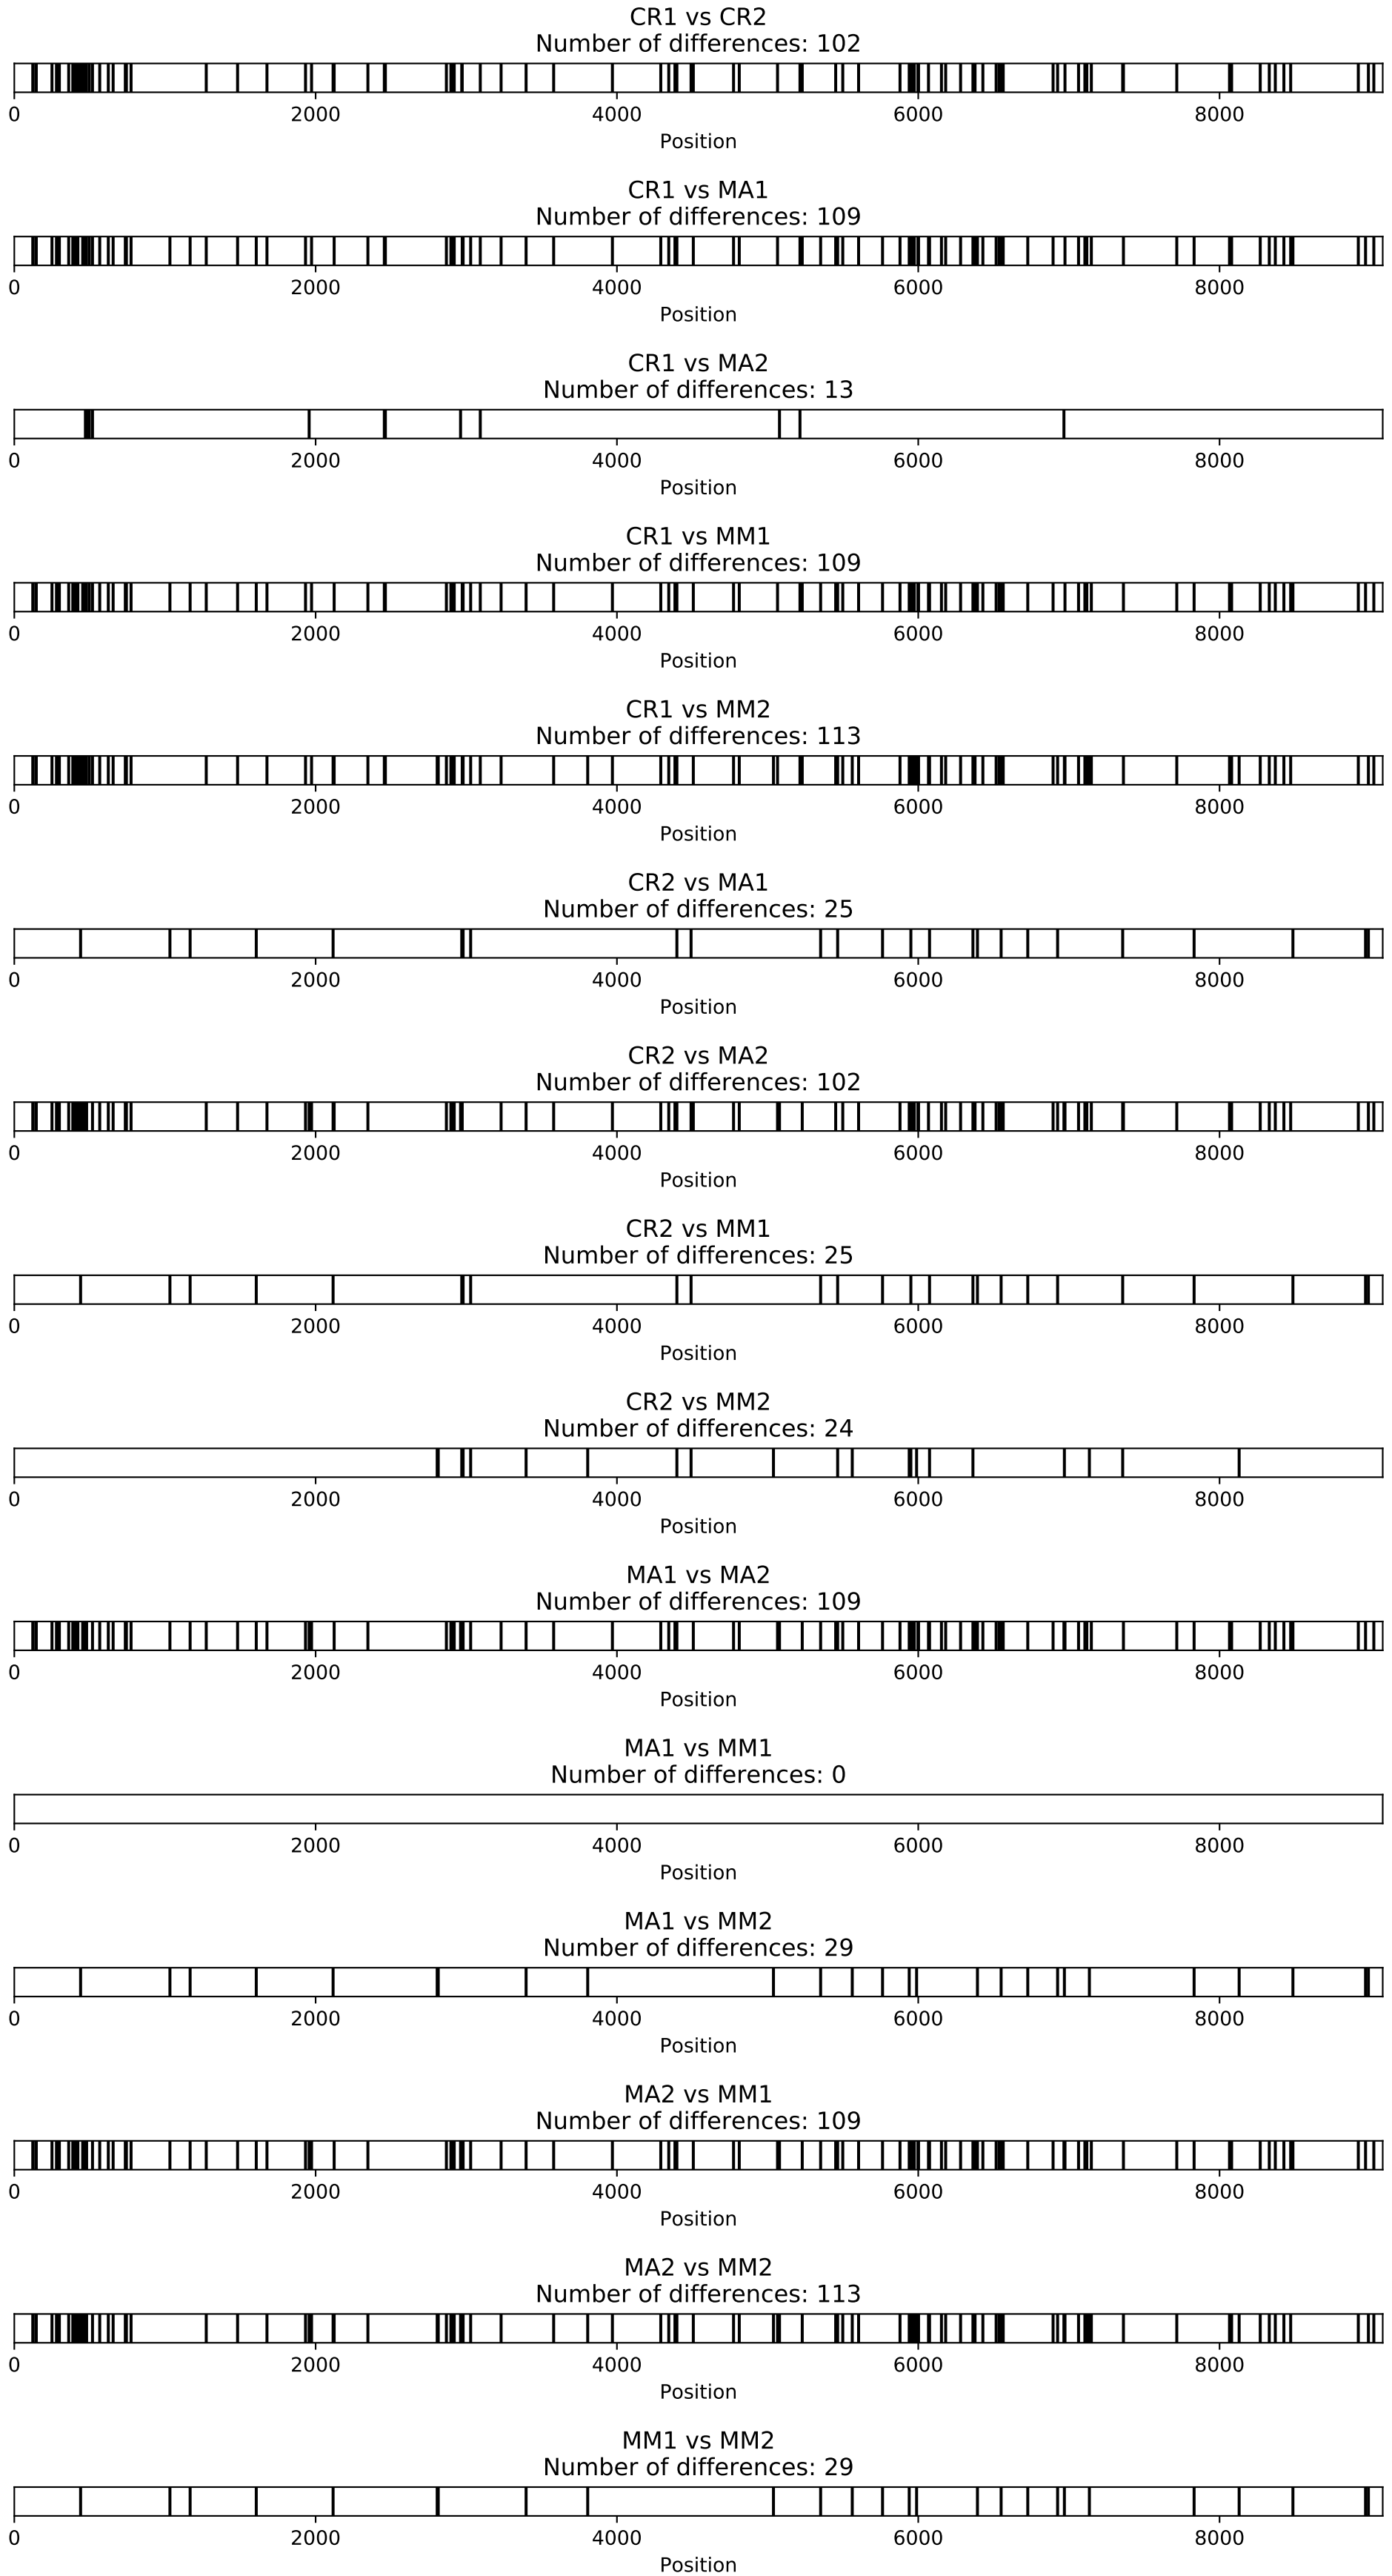 CR1 vs CR2
Number of differences: 102
0 2000 4000 6000 8000
Position
CR1 vs MA1
Number of differences: 109
0 2000 4000 6000 8000
Position
CR1 vs MA2
Number of differences: 13
0 2000 4000 6000 8000
Position
CR1 vs MM1
Number of differences: 109
0 2000 4000 6000 8000
Position
CR1 vs MM2
Number of differences: 113
0 2000 4000 6000 8000
Position
CR2 vs MA1
Number of differences: 25
0 2000 4000 6000 8000
Position
CR2 vs MA2
Number of differences: 102
0 2000 4000 6000 8000
Position
CR2 vs MM1
Number of differences: 25
0 2000 4000 6000 8000
Position
CR2 vs MM2
Number of differences: 24
0 2000 4000 6000 8000
Position
MA1 vs MA2
Number of differences: 109
0 2000 4000 6000 8000
Position
MA1 vs MM1
Number of differences: 0
0 2000 4000 6000 8000
Position
MA1 vs MM2
Number of differences: 29
0 2000 4000 6000 8000
Position
MA2 vs MM1
Number of differences: 109
0 2000 4000 6000 8000
Position
MA2 vs MM2
Number of differences: 113
0 2000 4000 6000 8000
Position
MM1 vs MM2
Number of differences: 29
0 2000 4000 6000 8000
Position